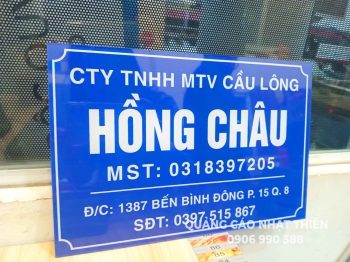 CTY TNHH MTV CẦU LÔNG
HỒNG CHÂU
MST: 0318397205
Đ/C: 1387 BẾN BÌNH ĐÔNG P. 15 Q. 8
SĐT: 0397 515 867
QUẢNG CÁO NHẤT THIÊN
0906 990 388